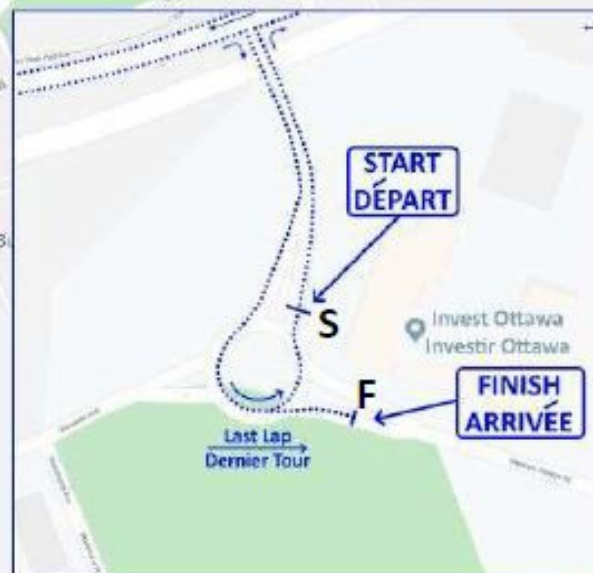 START
DÉPART
S
Invest Ottawa
Investir Ottawa
F
FINISH
ARRIVÉE
Last Lap
Dernier Tour